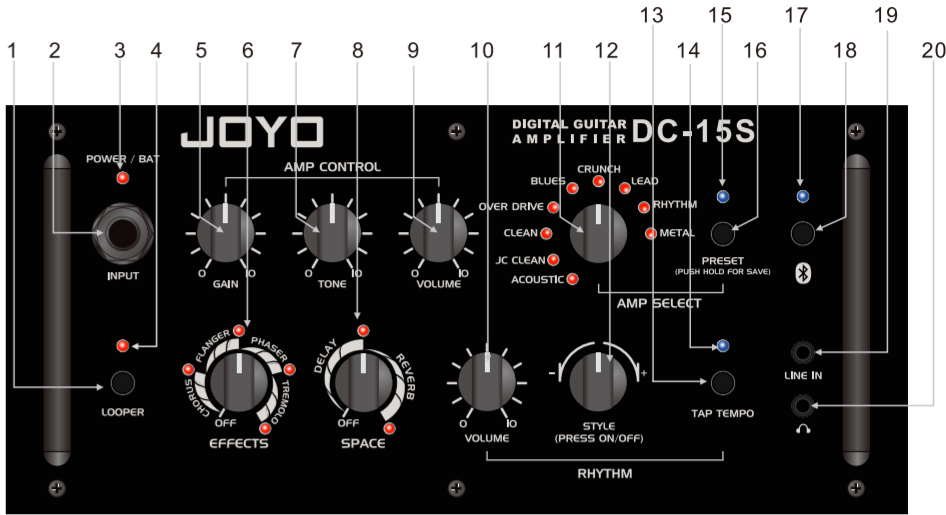 1 2 3 4 5 6 7 8 9 10 11 12 13 14 15 16 17 18 19 20
JOYO
DIGITAL GUITAR
AMPLIFIER
DC-15S
POWER / BAT
INPUT
AMP CONTROL
0 10
GAIN
0 10
TONE
0 10
VOLUME
ACOUSTIC
JC CLEAN
CLEAN
OVER DRIVE
BLUES
CRUNCH
LEAD
RHYTHM
METAL
PRESET
(PUSH HOLD FOR SAVE)
AMP SELECT
LOOPER
OFF
CHORUS
FLANGER
PHASER
TREMOLO
EFFECTS
OFF
DELAY
REVERB
SPACE
0 10
VOLUME
- +
STYLE
(PRESS ON/OFF)
TAP TEMPO
RHYTHM
LINE IN